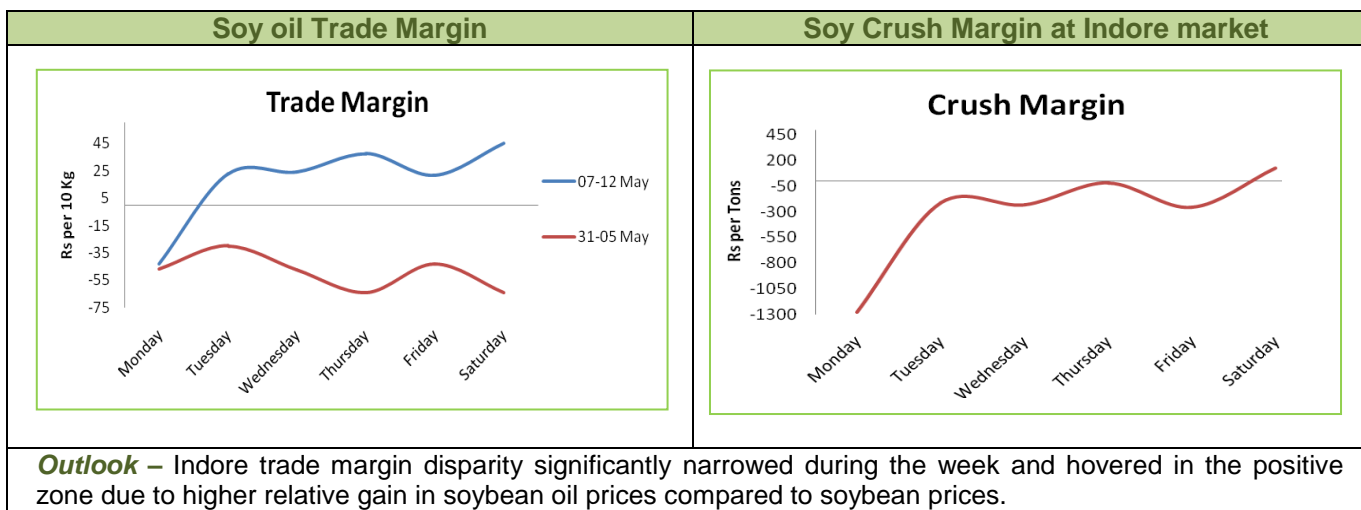 Soy oil Trade Margin
Soy Crush Margin at Indore market
Trade Margin
45
25
5
-15
-35
-55
-75
Rs per 10 Kg
Monday
Tuesday
Wednesday
Thursday
Friday
Saturday
07-12 May
31-05 May
Crush Margin
450
200
-50
-300
-550
-800
-1050
-1300
Rs per Tons
Monday
Tuesday
Wednesday
Thursday
Friday
Saturday
Outlook – Indore trade margin disparity significantly narrowed during the week and hovered in the positive
zone due to higher relative gain in soybean oil prices compared to soybean prices.